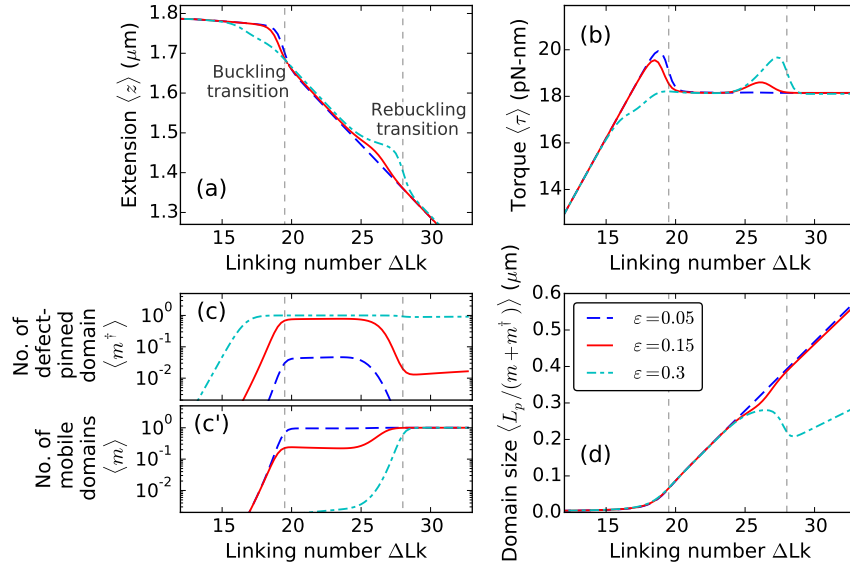 1.8
1.7
1.6
1.5
1.4
1.3
Extension ⟨z⟩ (μm)
Buckling
transition
Rebuckling
transition
(a)
15 20 25 30
Linking number ΔLk
20
18
16
14
Torque ⟨τ⟩ (pN-nm)
(b)
15 20 25 30
Linking number ΔLk
No. of
defect-
pinned
domain
⟨m†⟩
10⁰
10⁻¹
10⁻²
(c)
No. of
mobile
domains
⟨m⟩
10⁰
10⁻¹
10⁻²
(c')
15 20 25 30
Linking number ΔLk
0.6
0.5
0.4
0.3
0.2
0.1
0.0
Domain size ⟨Lₚ/(m+m†)⟩ (μm)
ε=0.05
ε=0.15
ε=0.3
(d)
15 20 25 30
Linking number ΔLk